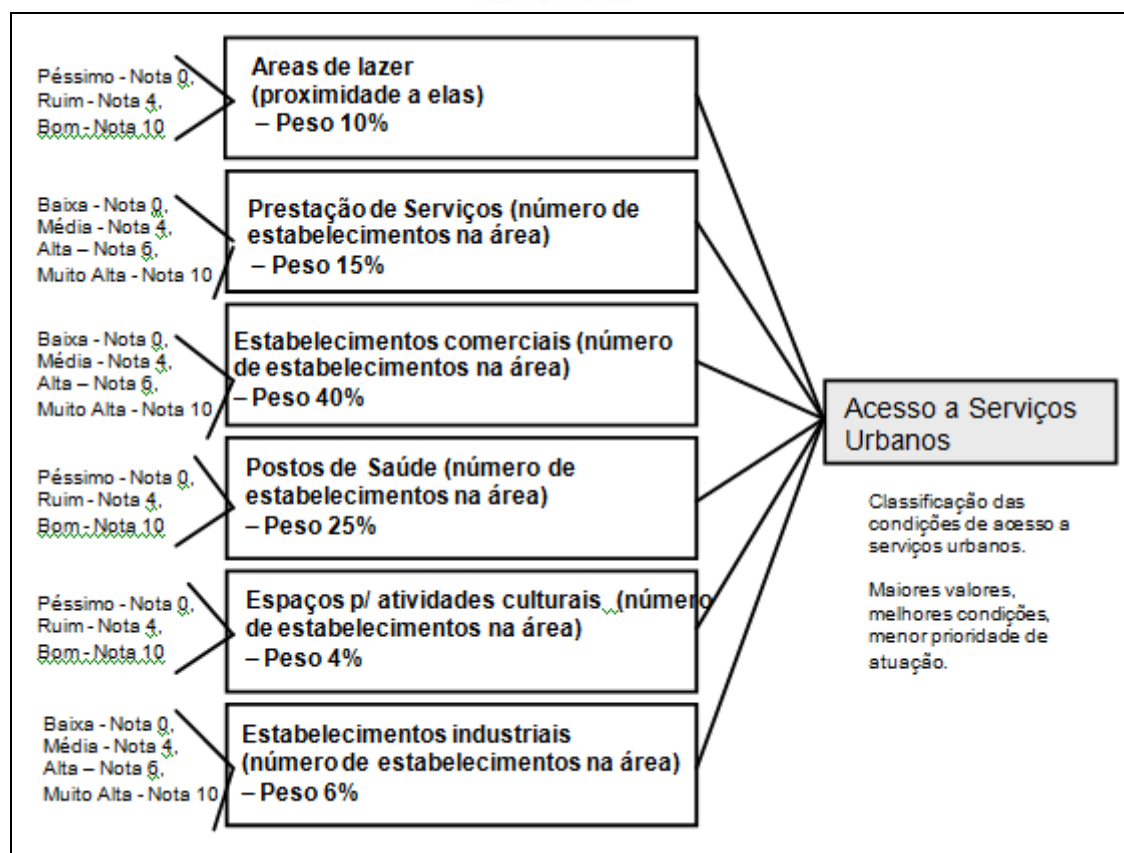 Péssimo - Nota 0,
Ruim - Nota 4,
Bom - Nota 10
Areas de lazer
(proximidade a elas)
– Peso 10%
Baixa - Nota 0,
Média - Nota 4,
Alta – Nota 6,
Muito Alta - Nota 10
Prestação de Serviços (número de
estabelecimentos na área)
– Peso 15%
Baixa - Nota 0,
Média - Nota 4,
Alta – Nota 6,
Muito Alta - Nota 10
Estabelecimentos comerciais (número
de estabelecimentos na área)
– Peso 40%
Péssimo - Nota 0,
Ruim - Nota 4,
Bom - Nota 10
Postos de Saúde (número de
estabelecimentos na área)
– Peso 25%
Péssimo - Nota 0,
Ruim - Nota 4,
Bom - Nota 10
Espaços p/ atividades culturais (número
de estabelecimentos na área)
– Peso 4%
Baixa - Nota 0,
Média - Nota 4,
Alta – Nota 6,
Muito Alta - Nota 10
Estabelecimentos industriais
(número de estabelecimentos na área)
– Peso 6%
Acesso a Serviços
Urbanos
Classificação das
condições de acesso a
serviços urbanos.
Maiores valores,
melhores condições,
menor prioridade de
atuação.